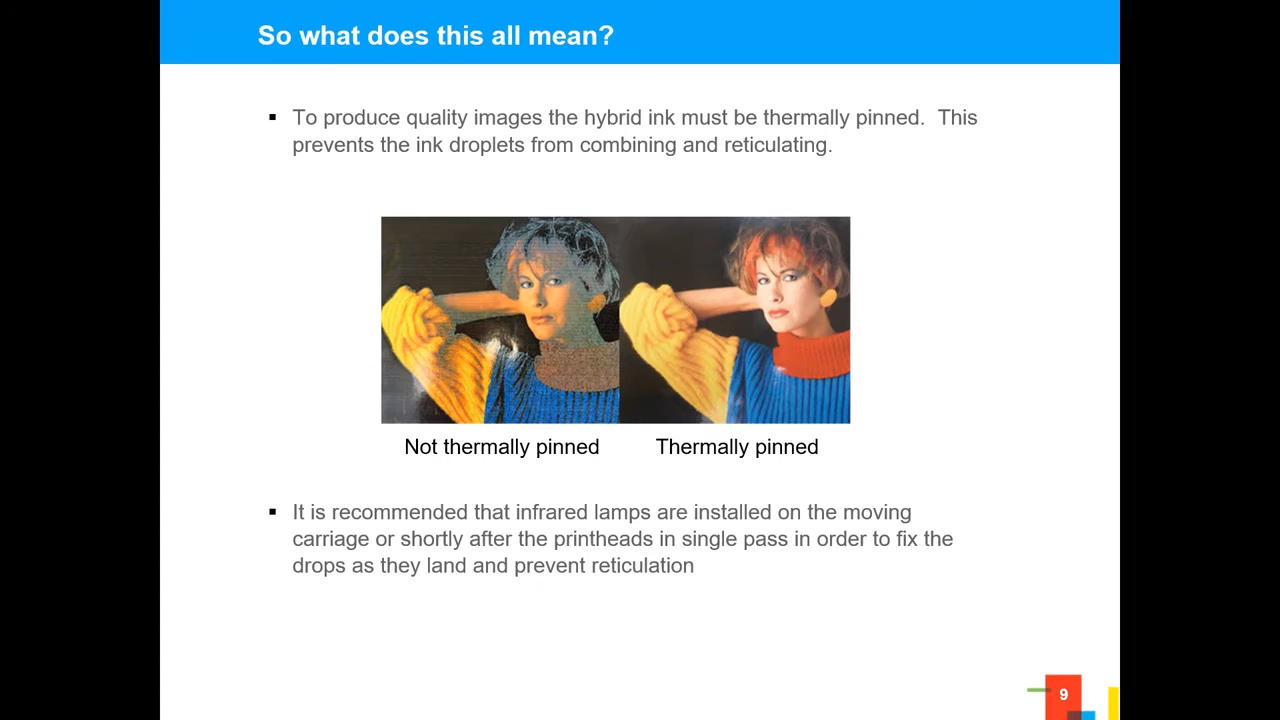 So what does this all mean?
▪ To produce quality images the hybrid ink must be thermally pinned.  This
prevents the ink droplets from combining and reticulating.
Not thermally pinned
Thermally pinned
▪ It is recommended that infrared lamps are installed on the moving
carriage or shortly after the printheads in single pass in order to fix the
drops as they land and prevent reticulation
9